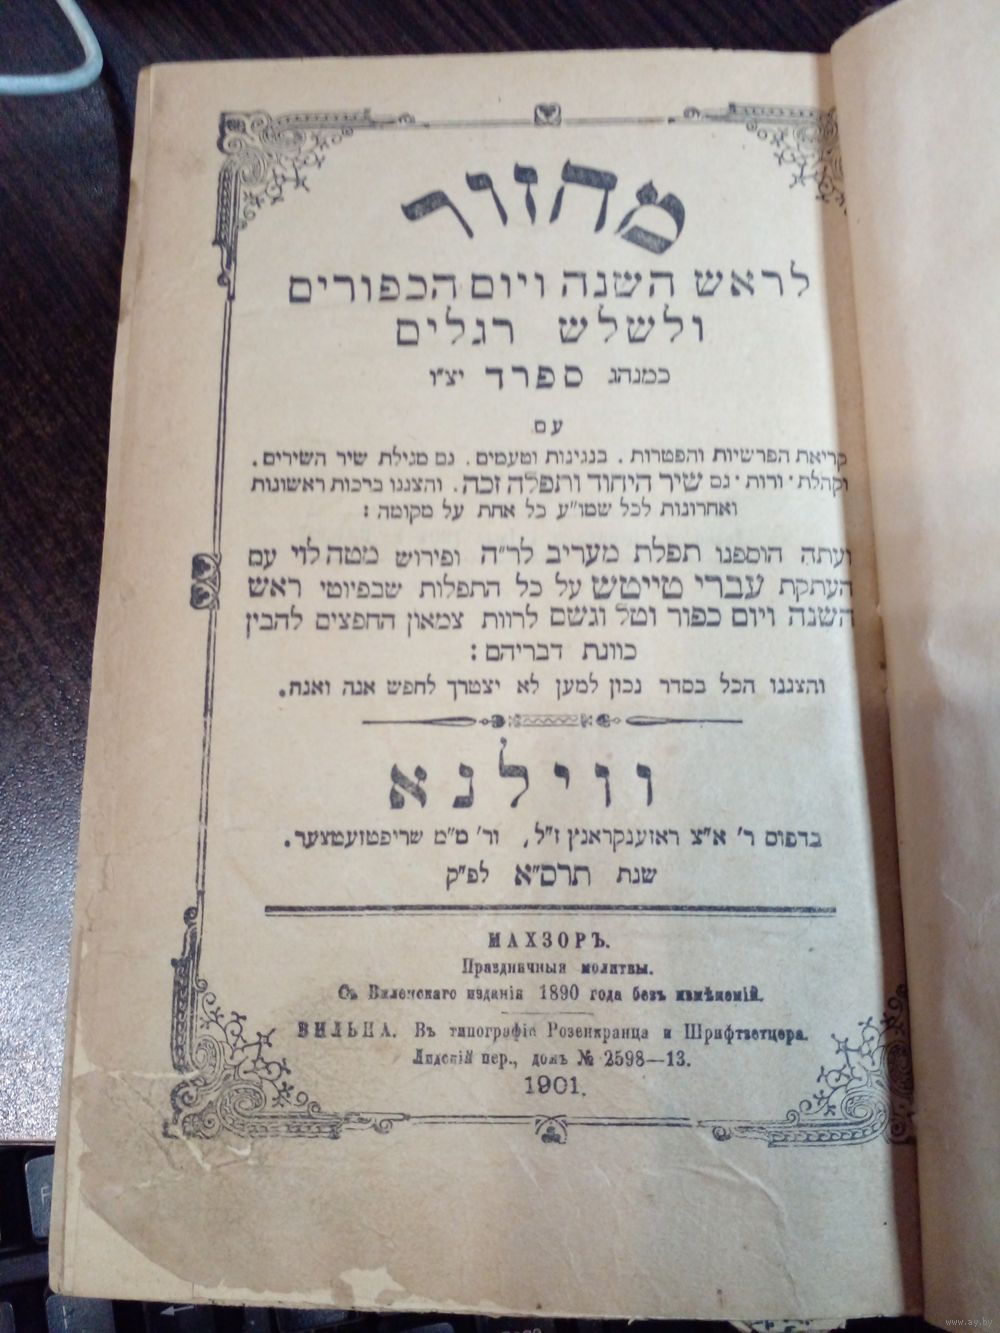 מחזור
לראש השנה ויום הכפורים
ולשלש רגלים
כמנהג ספרד יצ"ו
עם
קריאת הפרשיות והפטרות. בנגינות וטעמים. גם מגילת שיר השירים.
וקהלת· ורות· גם שיר היחוד ותפלה זכה. והצגנו ברכות ראשונות
ואחרונות לכל שמו"ע כל אחת על מקומה:
ועתה הוספנו תפלת מעריב לר"ה ופירוש מטה לוי עם
העתקת עברי טייטש על כל התפלות שבפיוטי ראש
השנה ויום כפור וטל וגשם לרוות צמאון החפצים להבין
כוונת דבריהם:
והצגנו הכל בסדר נכון למען לא יצטרך לחפש אנה ואנה.
ווילנא
בדפוס ר' א"צ ראזענקראנץ ז"ל, ור' מ"מ שריפטזעטצער.
שנת תרס"א לפ"ק
МАХЗОРЪ.
Праздничныя молитвы.
Съ Виленскаго изданія 1890 года безъ измѣненій.
ВИЛЬНА. Въ типографіи Розенкранца и Шрифтзетцера.
Лидскій пер., домъ № 2598—13.
1901.
www.ay.by